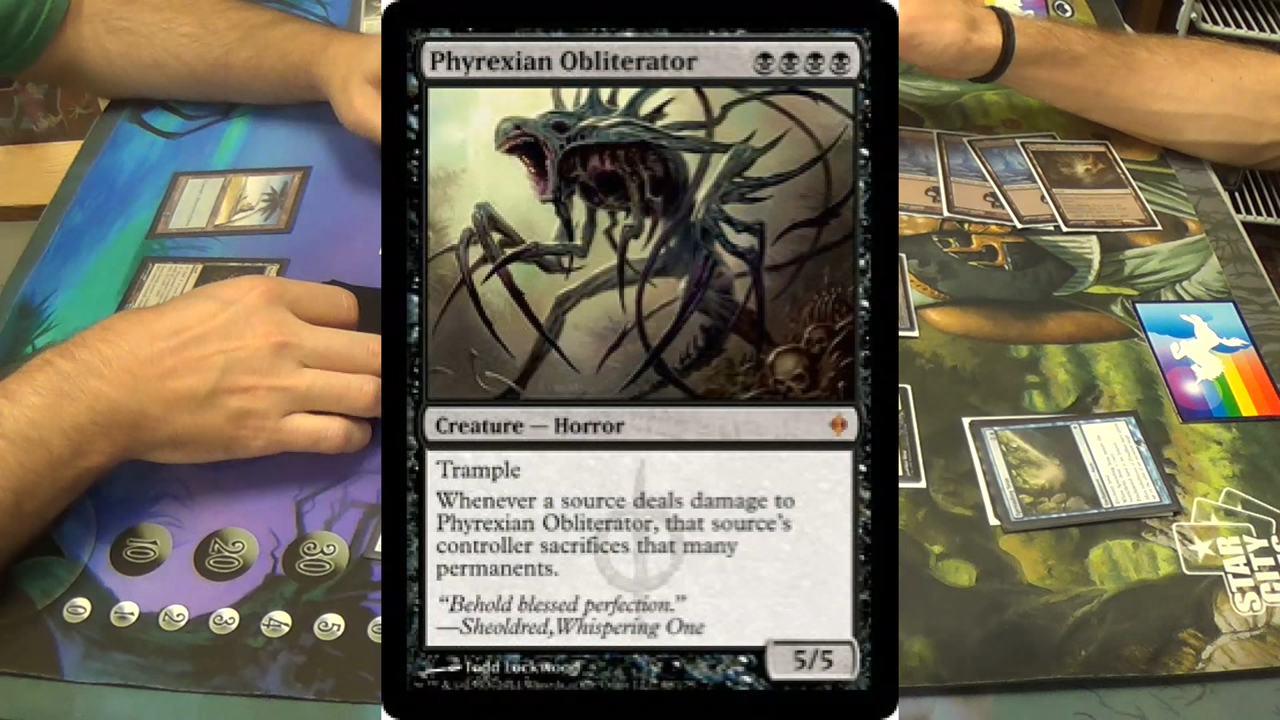 Phyrexian Obliterator
Creature — Horror
Trample
Whenever a source deals damage to
Phyrexian Obliterator, that source's
controller sacrifices that many
permanents.
"Behold blessed perfection."
—Sheoldred, Whispering One
5/5
Todd Lockwood
10 20 30
0 1 2 3 4 5
STAR
CITY